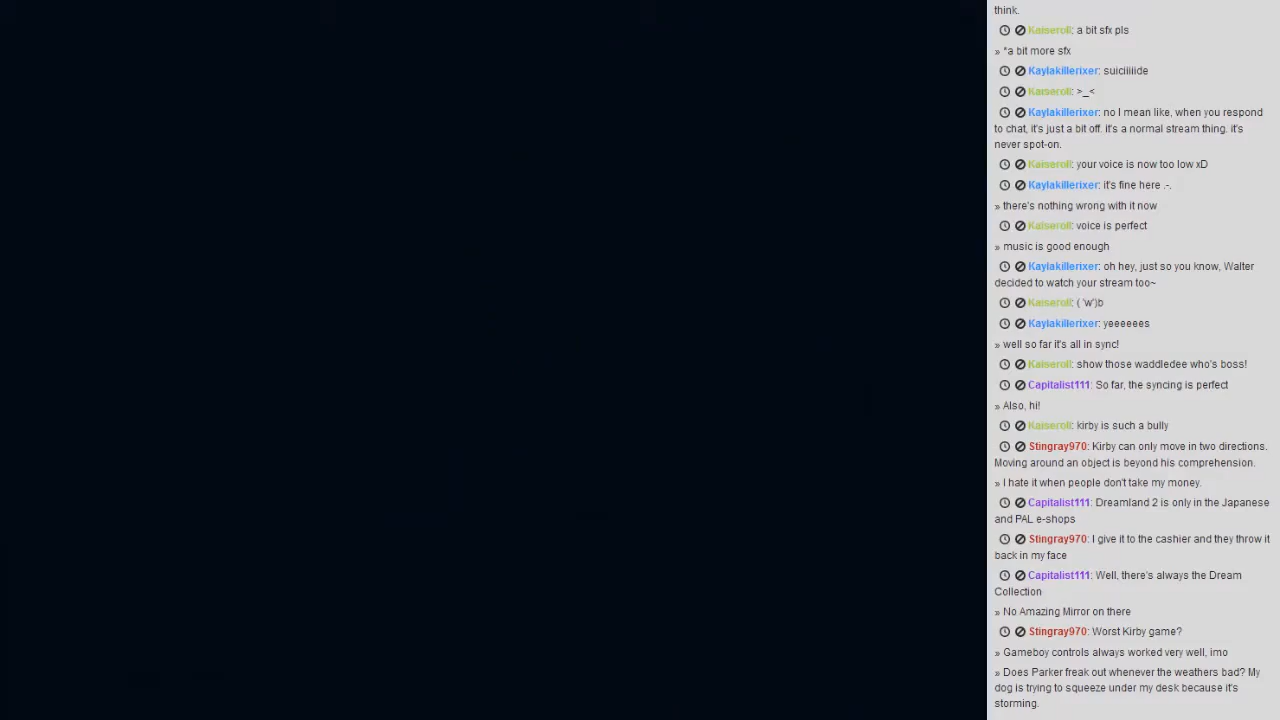 think.
Kaiseroll: a bit sfx pls
» *a bit more sfx
Kaylakillerixer: suiciiiiide
Kaiseroll: >_<
Kaylakillerixer: no I mean like, when you respond
to chat, it's just a bit off. it's a normal stream thing. it's
never spot-on.
Kaiseroll: your voice is now too low xD
Kaylakillerixer: it's fine here .-.
» there's nothing wrong with it now
Kaiseroll: voice is perfect
» music is good enough
Kaylakillerixer: oh hey, just so you know, Walter
decided to watch your stream too~
Kaiseroll: ( 'w')b
Kaylakillerixer: yeeeeees
» well so far it's all in sync!
Kaiseroll: show those waddledee who's boss!
Capitalist111: So far, the syncing is perfect
» Also, hi!
Kaiseroll: kirby is such a bully
Stingray970: Kirby can only move in two directions.
Moving around an object is beyond his comprehension.
» I hate it when people don't take my money.
Capitalist111: Dreamland 2 is only in the Japanese
and PAL e-shops
Stingray970: I give it to the cashier and they throw it
back in my face
Capitalist111: Well, there's always the Dream
Collection
» No Amazing Mirror on there
Stingray970: Worst Kirby game?
» Gameboy controls always worked very well, imo
» Does Parker freak out whenever the weathers bad? My
dog is trying to squeeze under my desk because it's
storming.